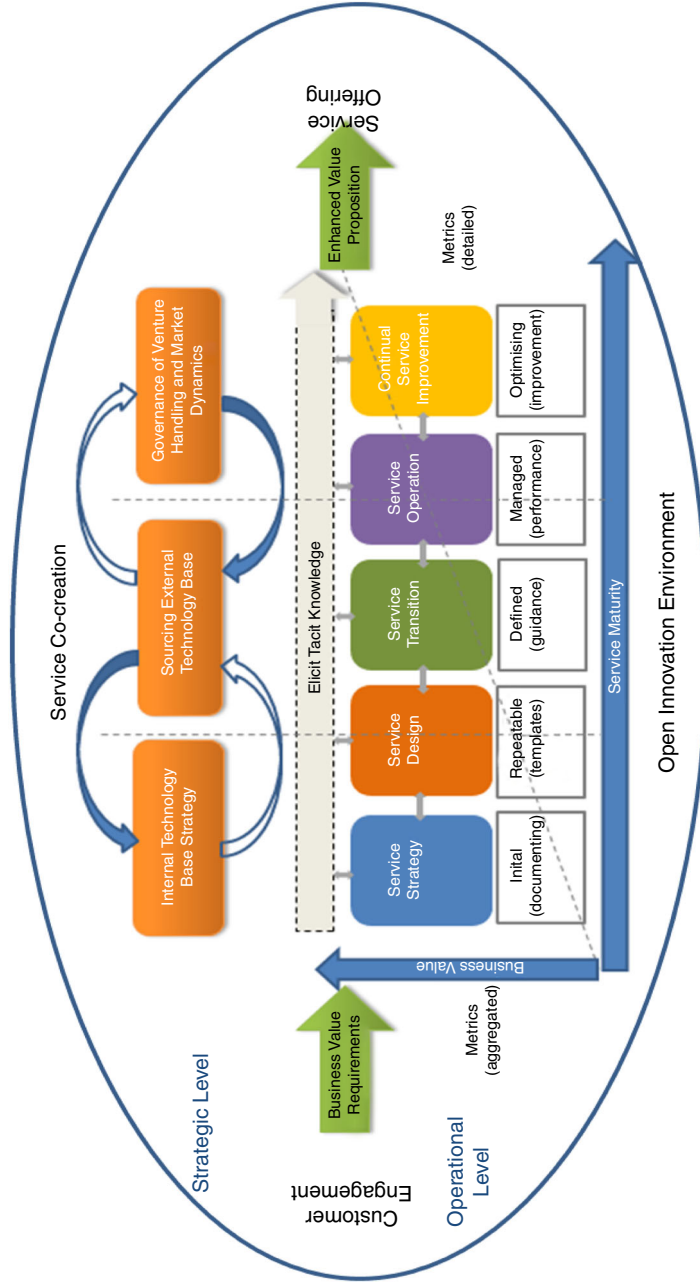 Service Co-creation
Strategic Level
Internal Technology
Base Strategy
Sourcing External
Technology Base
Governance of Venture
Handling and Market
Dynamics
Customer
Engagement
Business Value
Requirements
Elicit Tacit Knowledge
Enhanced Value
Proposition
Service
Offering
Operational
Level
Metrics
(aggregated)
Business Value
Service
Strategy
Service
Design
Service
Transition
Service
Operation
Continual
Service
Improvement
Metrics
(detailed)
Inital
(documenting)
Repeatable
(templates)
Defined
(guidance)
Managed
(performance)
Optimising
(improvement)
Service Maturity
Open Innovation Environment